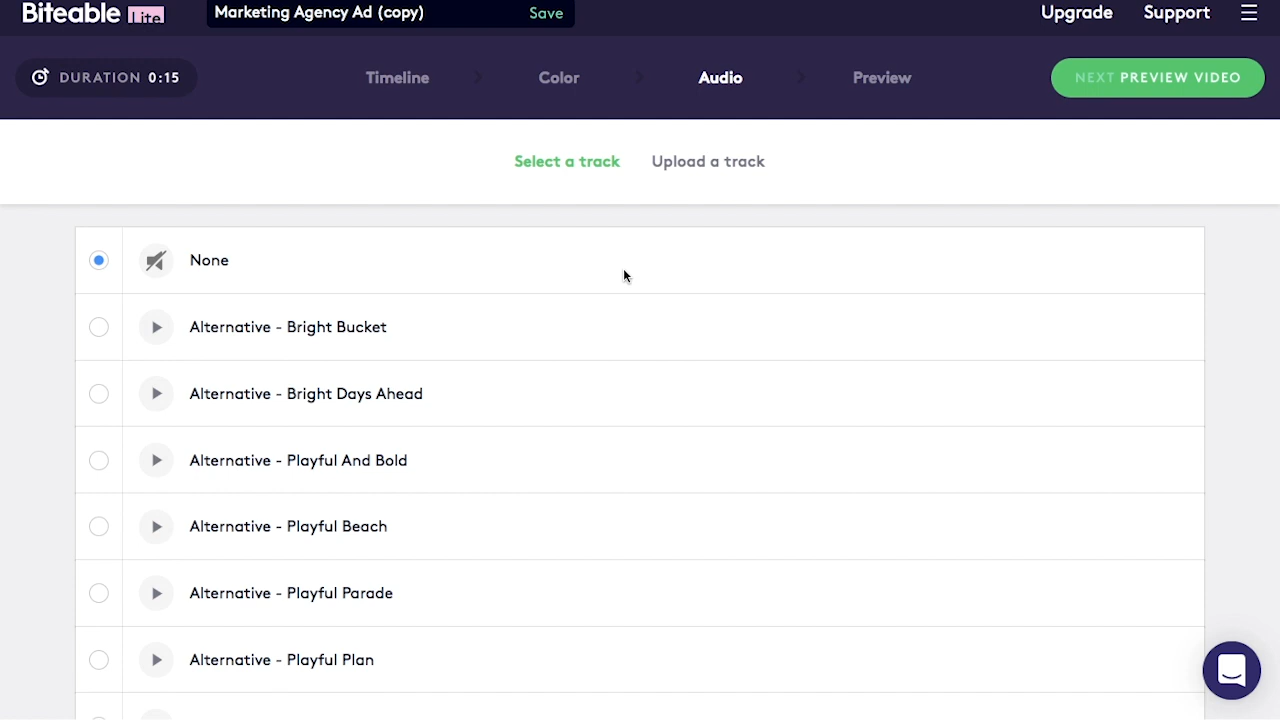 Biteable Lite Marketing Agency Ad (copy) Save Upgrade Support
DURATION 0:15 Timeline Color Audio Preview NEXT PREVIEW VIDEO
Select a track Upload a track
None
Alternative - Bright Bucket
Alternative - Bright Days Ahead
Alternative - Playful And Bold
Alternative - Playful Beach
Alternative - Playful Parade
Alternative - Playful Plan